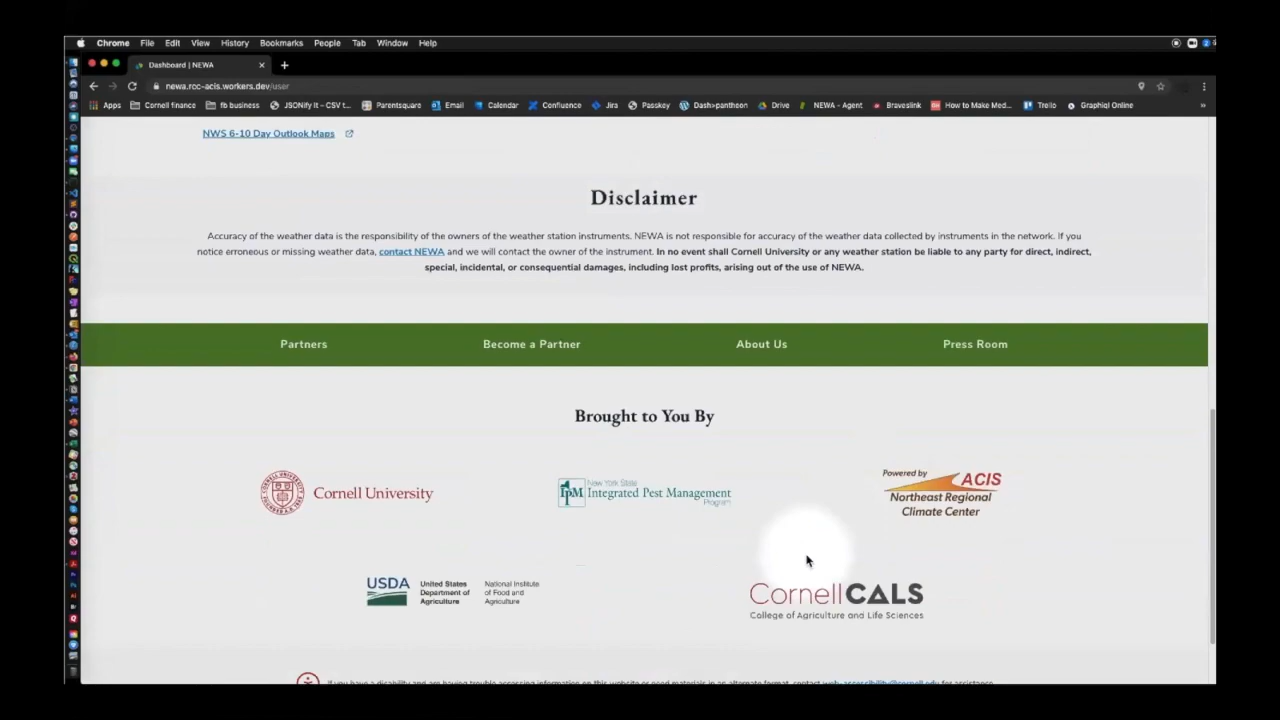 Chrome File Edit View History Bookmarks People Tab Window Help
Dashboard | NEWA
newa.rcc-acis.workers.dev/user
Apps Cornell finance fb business JSONify It – CSV t... Parentsquare Email Calendar Confluence Jira Passkey Dash>pantheon Drive NEWA - Agent Braveslink How to Make Med... Trello Graphiql Online »
NWS 6-10 Day Outlook Maps
Disclaimer
Accuracy of the weather data is the responsibility of the owners of the weather station instruments. NEWA is not responsible for accuracy of the weather data collected by instruments in the network. If you
notice erroneous or missing weather data, contact NEWA and we will contact the owner of the instrument. In no event shall Cornell University or any weather station be liable to any party for direct, indirect,
special, incidental, or consequential damages, including lost profits, arising out of the use of NEWA.
Partners Become a Partner About Us Press Room
Brought to You By
Cornell University
New York State
IPM Integrated Pest Management
Program
Powered by ACIS
Northeast Regional
Climate Center
USDA
United States
Department of
Agriculture
National Institute
of Food and
Agriculture
CornellCALS
College of Agriculture and Life Sciences
If you have a disability and are having trouble accessing information on this website or need materials in an alternate format, contact web-accessibility@cornell.edu for assistance.